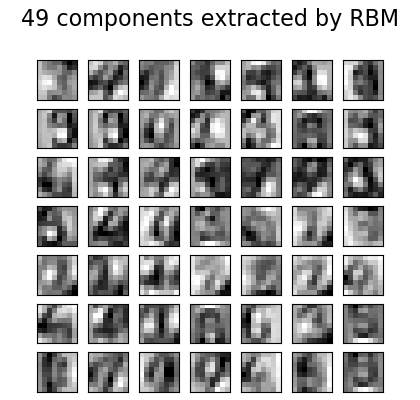 49 components extracted by RBM